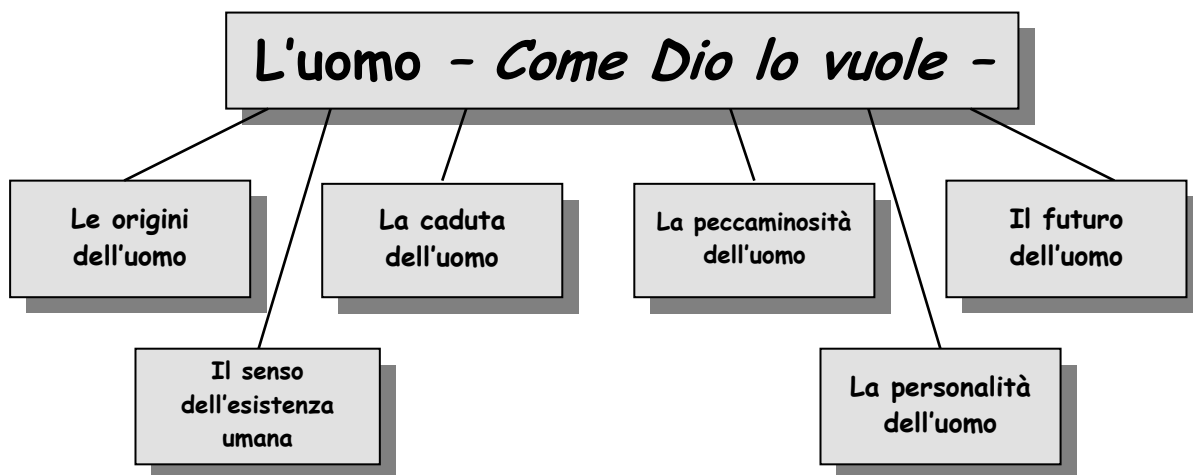 L'uomo – Come Dio lo vuole –
Le origini
dell'uomo
La caduta
dell'uomo
La peccaminosità
dell'uomo
Il futuro
dell'uomo
Il senso
dell'esistenza
umana
La personalità
dell'uomo